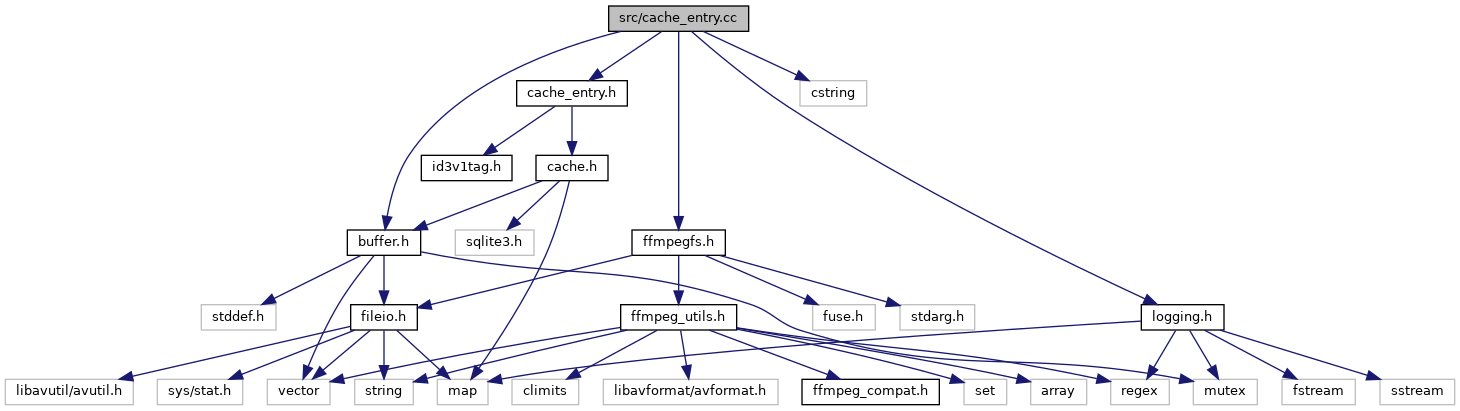 src/cache_entry.cc
cache_entry.h
cstring
id3v1tag.h
cache.h
buffer.h
sqlite3.h
ffmpegfs.h
stddef.h
fileio.h
ffmpeg_utils.h
fuse.h
stdarg.h
logging.h
libavutil/avutil.h
sys/stat.h
vector
string
map
climits
libavformat/avformat.h
ffmpeg_compat.h
set
array
regex
mutex
fstream
sstream